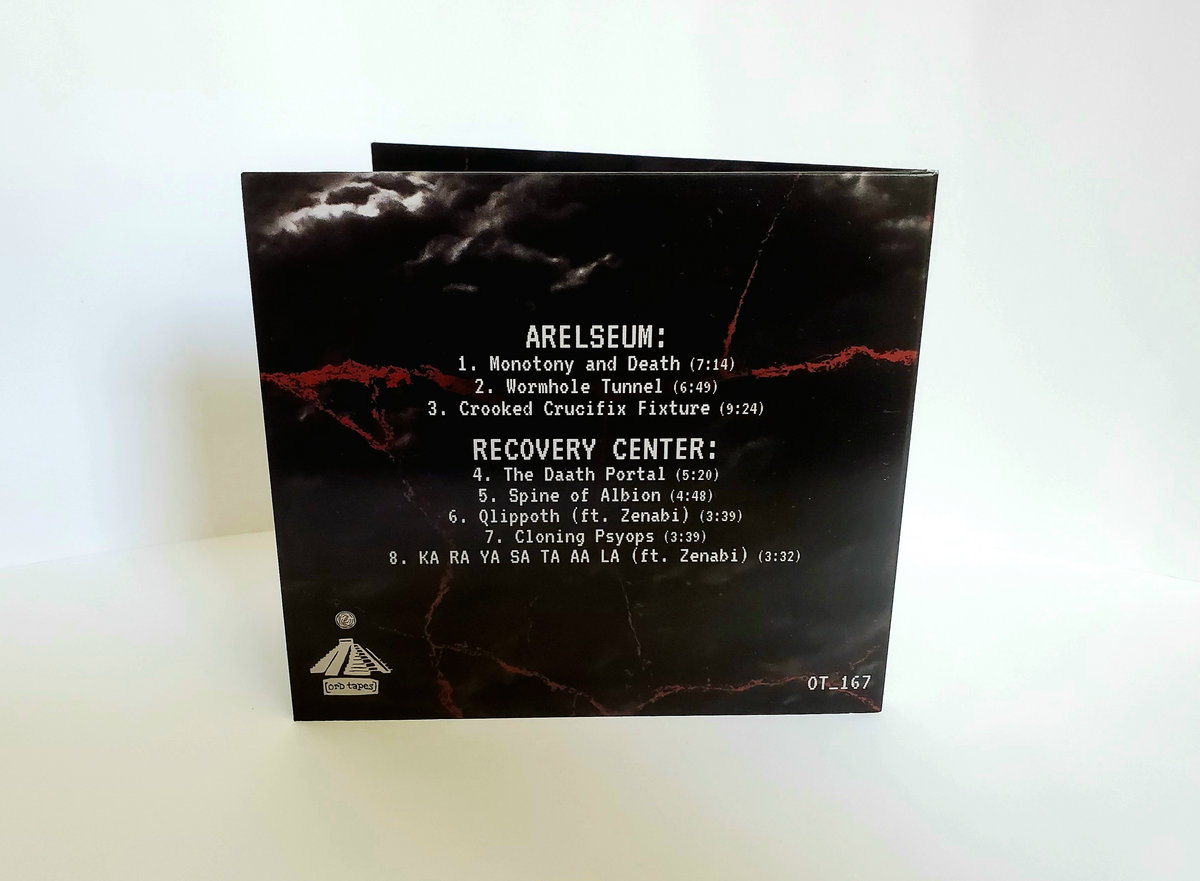 ARELSEUM:
1. Monotony and Death (7:14)
2. Wormhole Tunnel (6:49)
3. Crooked Crucifix Fixture (9:24)
RECOVERY CENTER:
4. The Daath Portal (5:20)
5. Spine of Albion (4:48)
6. Qlippoth (ft. Zenabi) (3:39)
7. Cloning Psyops (3:39)
8. KA RA YA SA TA AA LA (ft. Zenabi) (3:32)
[orb tapes]
OT_167